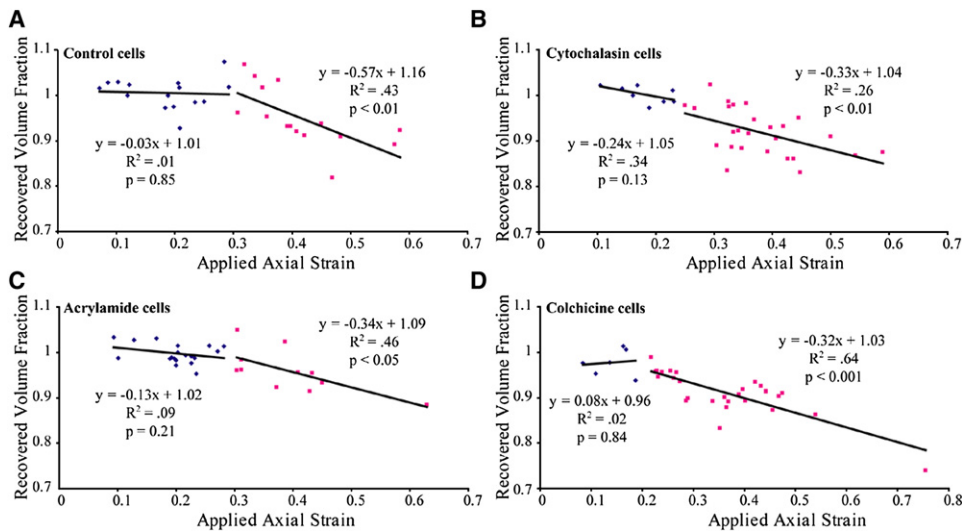 A
Control cells
Recovered Volume Fraction
1.1
1
0.9
0.8
0.7
y = -0.57x + 1.16
R² = .43
p < 0.01
y = -0.03x + 1.01
R² = .01
p = 0.85
0 0.1 0.2 0.3 0.4 0.5 0.6 0.7
Applied Axial Strain
B
Cytochalasin cells
Recovered Volume Fraction
1.1
1
0.9
0.8
0.7
y = -0.33x + 1.04
R² = .26
p < 0.01
y = -0.24x + 1.05
R² = .34
p = 0.13
0 0.1 0.2 0.3 0.4 0.5 0.6 0.7
Applied Axial Strain
C
Acrylamide cells
Recovered Volume Fraction
1.1
1
0.9
0.8
0.7
y = -0.34x + 1.09
R² = .46
p < 0.05
y = -0.13x + 1.02
R² = .09
p = 0.21
0 0.1 0.2 0.3 0.4 0.5 0.6 0.7
Applied Axial Strain
D
Colchicine cells
Recovered Volume Fraction
1.1
1
0.9
0.8
0.7
y = -0.32x + 1.03
R² = .64
p < 0.001
y = 0.08x + 0.96
R² = .02
p = 0.84
0 0.1 0.2 0.3 0.4 0.5 0.6 0.7 0.8
Applied Axial Strain